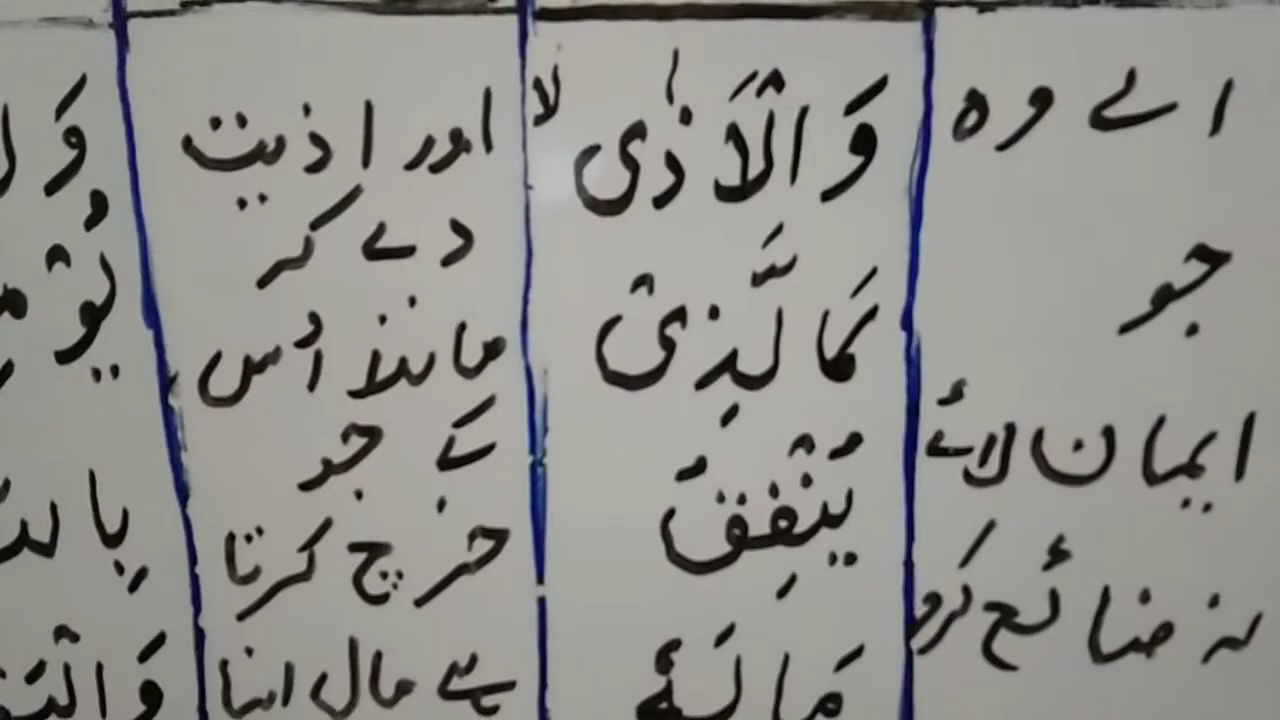 اے وہ
جو
ایمان لائے
نہ ضائع کرو
وَالْاَذٰیۙ لا
کَالَّذِیْ
یُنْفِقُ
مَالَهٗ
اور اذیت
دے کر
مانند اُس
کے جو
خرچ کرتا
ہے مال اپنا